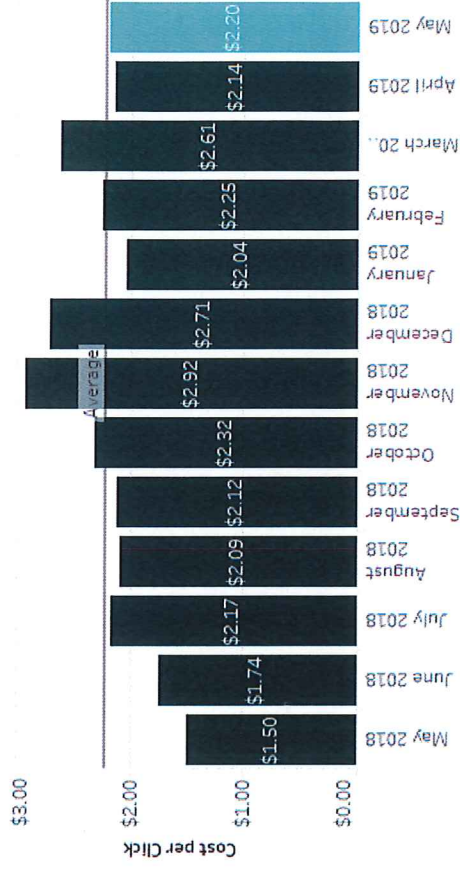 Cost per Click
$3.00
$2.00
$1.00
$0.00
Average
$1.50
$1.74
$2.17
$2.09
$2.12
$2.32
$2.92
$2.71
$2.04
$2.25
$2.61
$2.14
$2.20
May 2018
June 2018
July 2018
August
2018
September
2018
October
2018
November
2018
December
2018
January
2019
February
2019
March 20..
April 2019
May 2019